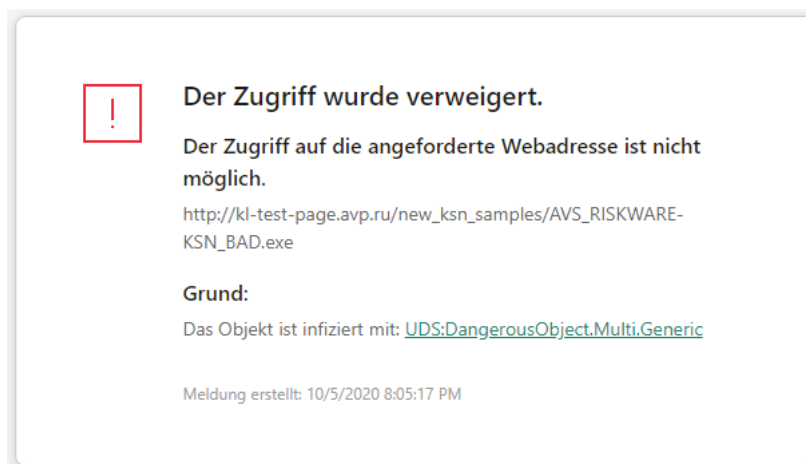 !
Der Zugriff wurde verweigert.
Der Zugriff auf die angeforderte Webadresse ist nicht
möglich.
http://kl-test-page.avp.ru/new_ksn_samples/AVS_RISKWARE-
KSN_BAD.exe
Grund:
Das Objekt ist infiziert mit: UDS:DangerousObject.Multi.Generic
Meldung erstellt: 10/5/2020 8:05:17 PM